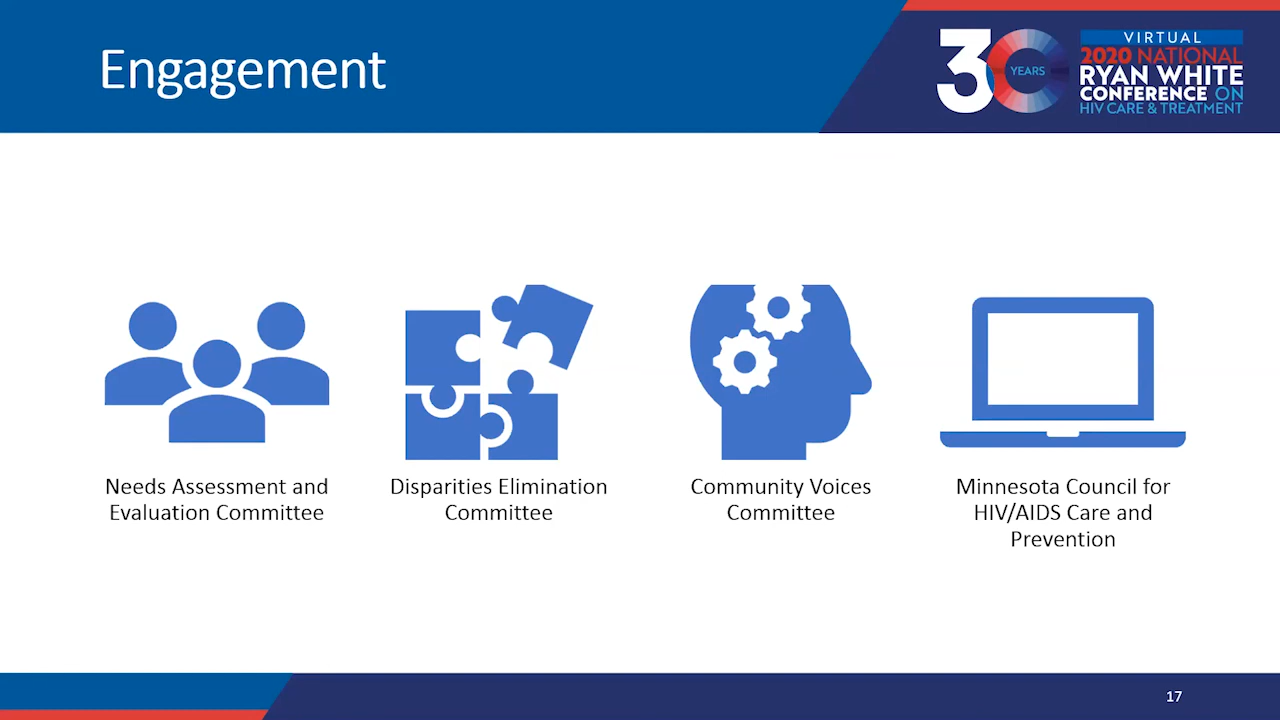 Engagement
30
YEARS
VIRTUAL
2020 NATIONAL
RYAN WHITE
CONFERENCE ON
HIV CARE & TREATMENT
Needs Assessment and
Evaluation Committee
Disparities Elimination
Committee
Community Voices
Committee
Minnesota Council for
HIV/AIDS Care and
Prevention
17